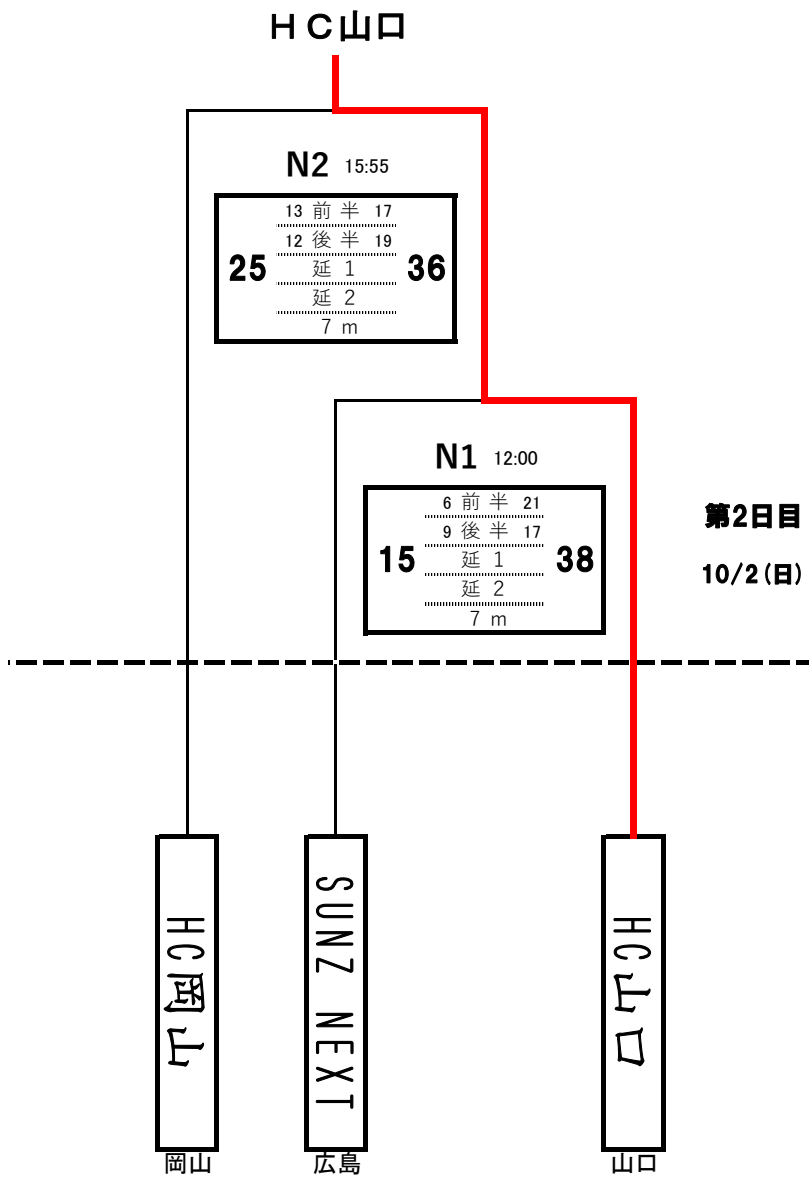 ＨＣ山口
N2 15:55
13 前半 17
12 後半 19
25 延 1 36
延 2
7 m
N1 12:00
6 前半 21
9 後半 17
15 延 1 38
延 2
7 m
第2日目
10/2(日)
HC岡山
SUNZ NEXT
HC山口
岡山
広島
山口